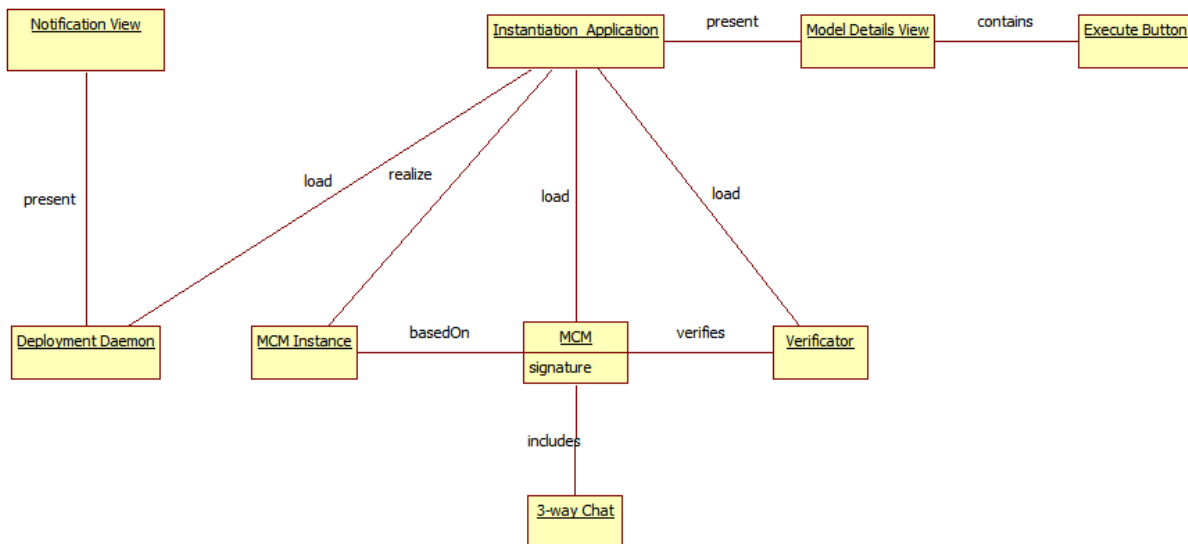 Notification View
Instantiation Application
present
Model Details View
contains
Execute Button
load
realize
present
load
load
Deployment Daemon
MCM Instance
basedOn
MCM
signature
verifies
Verificator
includes
3-way Chat